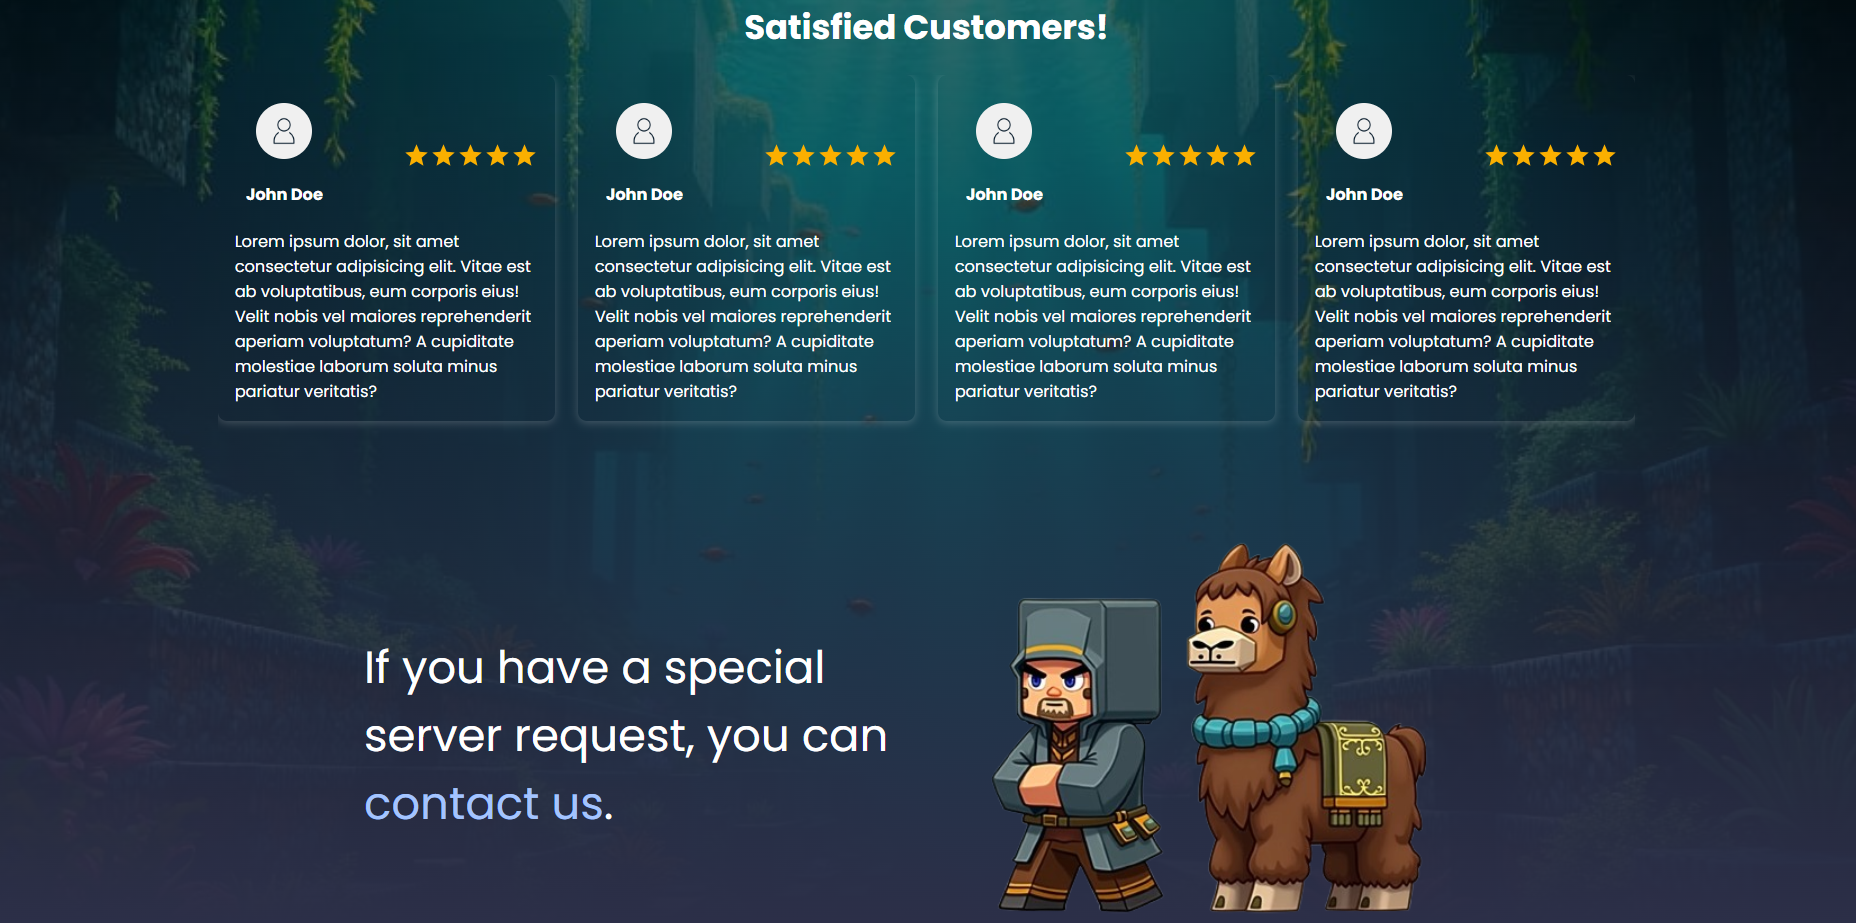 Satisfied Customers!
John Doe
Lorem ipsum dolor, sit amet
consectetur adipisicing elit. Vitae est
ab voluptatibus, eum corporis eius!
Velit nobis vel maiores reprehenderit
aperiam voluptatum? A cupiditate
molestiae laborum soluta minus
pariatur veritatis?
John Doe
Lorem ipsum dolor, sit amet
consectetur adipisicing elit. Vitae est
ab voluptatibus, eum corporis eius!
Velit nobis vel maiores reprehenderit
aperiam voluptatum? A cupiditate
molestiae laborum soluta minus
pariatur veritatis?
John Doe
Lorem ipsum dolor, sit amet
consectetur adipisicing elit. Vitae est
ab voluptatibus, eum corporis eius!
Velit nobis vel maiores reprehenderit
aperiam voluptatum? A cupiditate
molestiae laborum soluta minus
pariatur veritatis?
John Doe
Lorem ipsum dolor, sit amet
consectetur adipisicing elit. Vitae est
ab voluptatibus, eum corporis eius!
Velit nobis vel maiores reprehenderit
aperiam voluptatum? A cupiditate
molestiae laborum soluta minus
pariatur veritatis?
If you have a special
server request, you can
contact us.